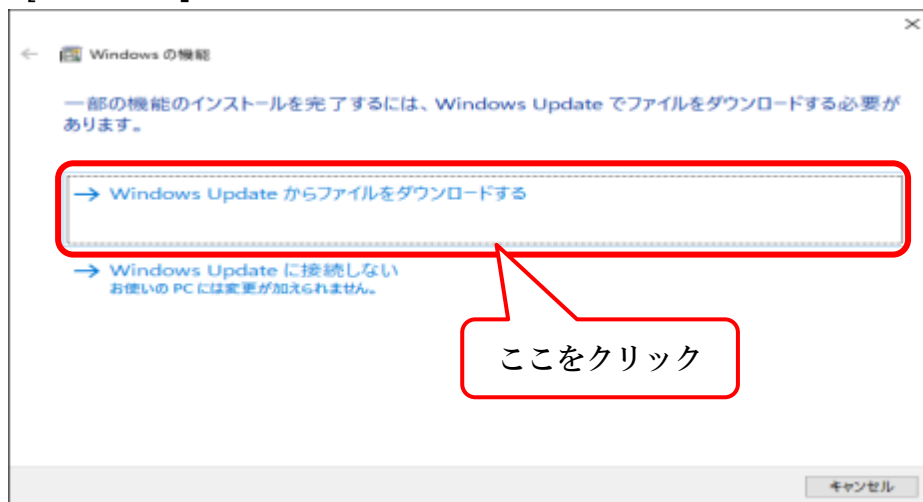 Windows の機能
一部の機能のインストールを完了するには、Windows Update でファイルをダウンロードする必要が
あります。
→ Windows Update からファイルをダウンロードする
→ Windows Update に接続しない
お使いの PC には変更が加えられません。
ここをクリック
キャンセル